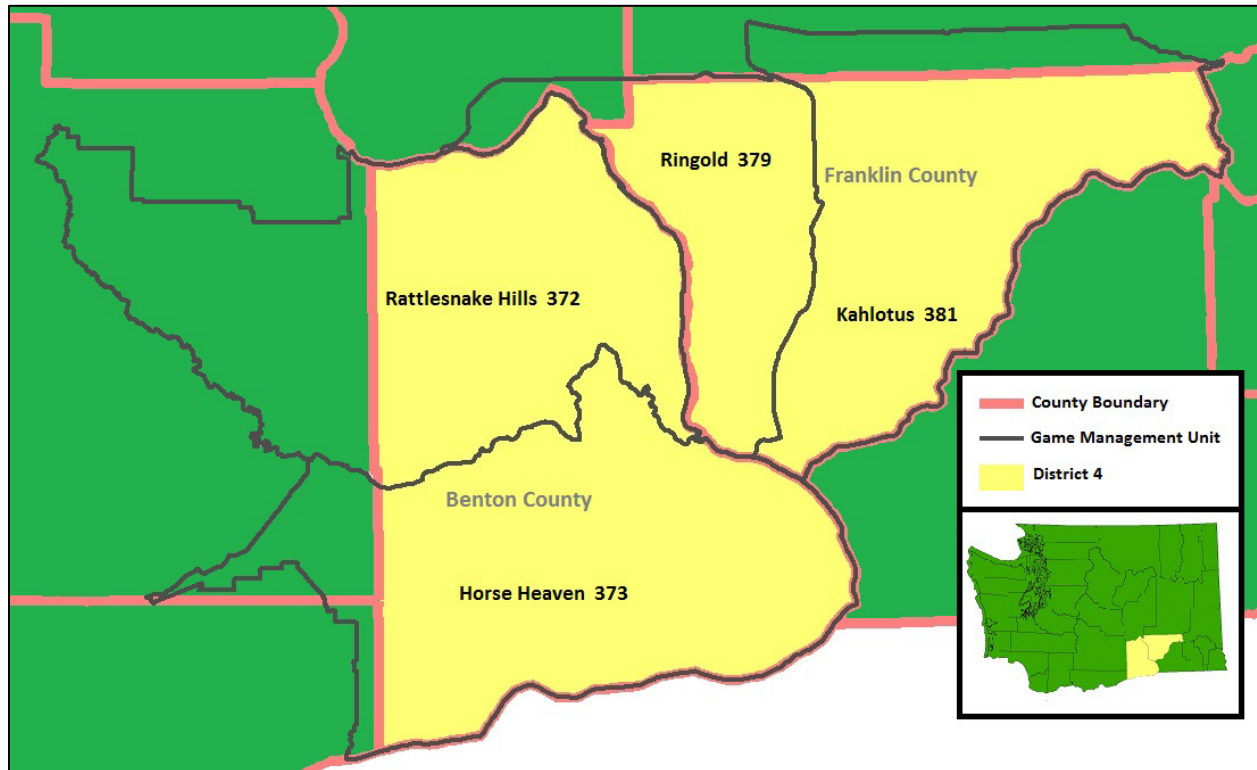 Ringold 379
Franklin County
Rattlesnake Hills 372
Kahlotus 381
Benton County
Horse Heaven 373
County Boundary
Game Management Unit
District 4